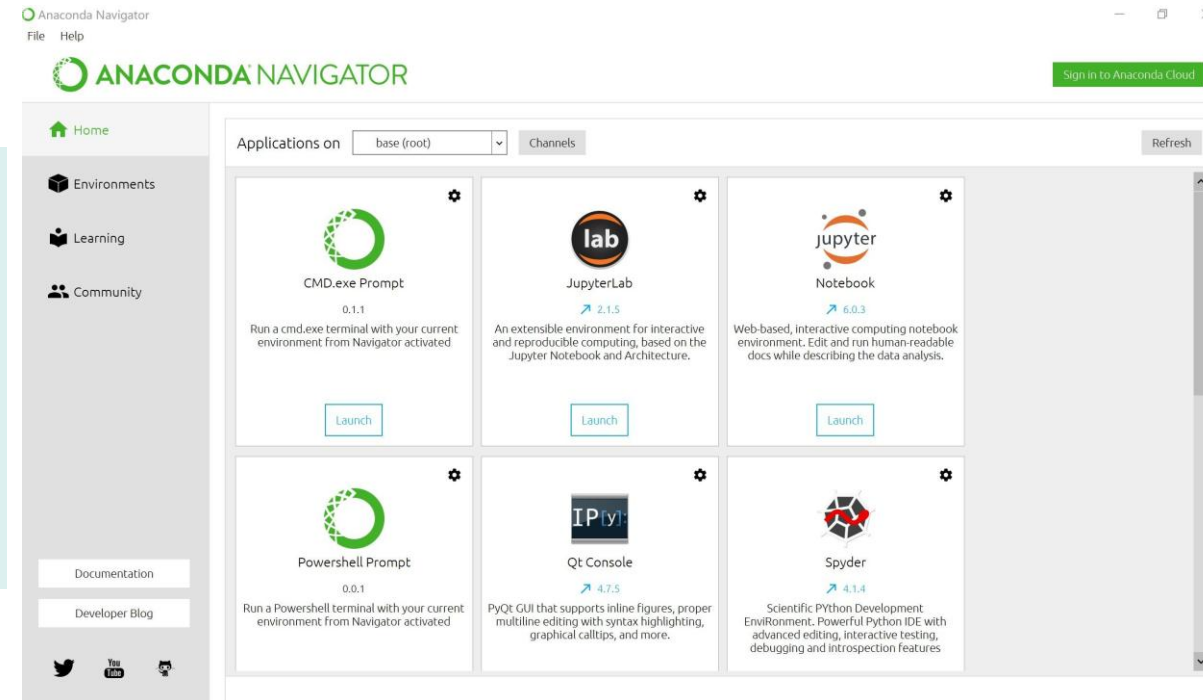 Anaconda Navigator
File Help
ANACONDA NAVIGATOR
Sign in to Anaconda Cloud
Home
Environments
Learning
Community
Documentation
Developer Blog
You
Tube
Applications on base (root) Channels Refresh
CMD.exe Prompt
0.1.1
Run a cmd.exe terminal with your current
environment from Navigator activated
Launch
lab
JupyterLab
2.1.5
An extensible environment for interactive
and reproducible computing, based on the
Jupyter Notebook and Architecture.
Launch
jupyter
Notebook
6.0.3
Web-based, interactive computing notebook
environment. Edit and run human-readable
docs while describing the data analysis.
Launch
Powershell Prompt
0.0.1
Run a Powershell terminal with your current
environment from Navigator activated
IP[y]:
Qt Console
4.7.5
PyQt GUI that supports inline figures, proper
multiline editing with syntax highlighting,
graphical calltips, and more.
Spyder
4.1.4
Scientific PYthon Development
EnviRonment. Powerful Python IDE with
advanced editing, interactive testing,
debugging and introspection features